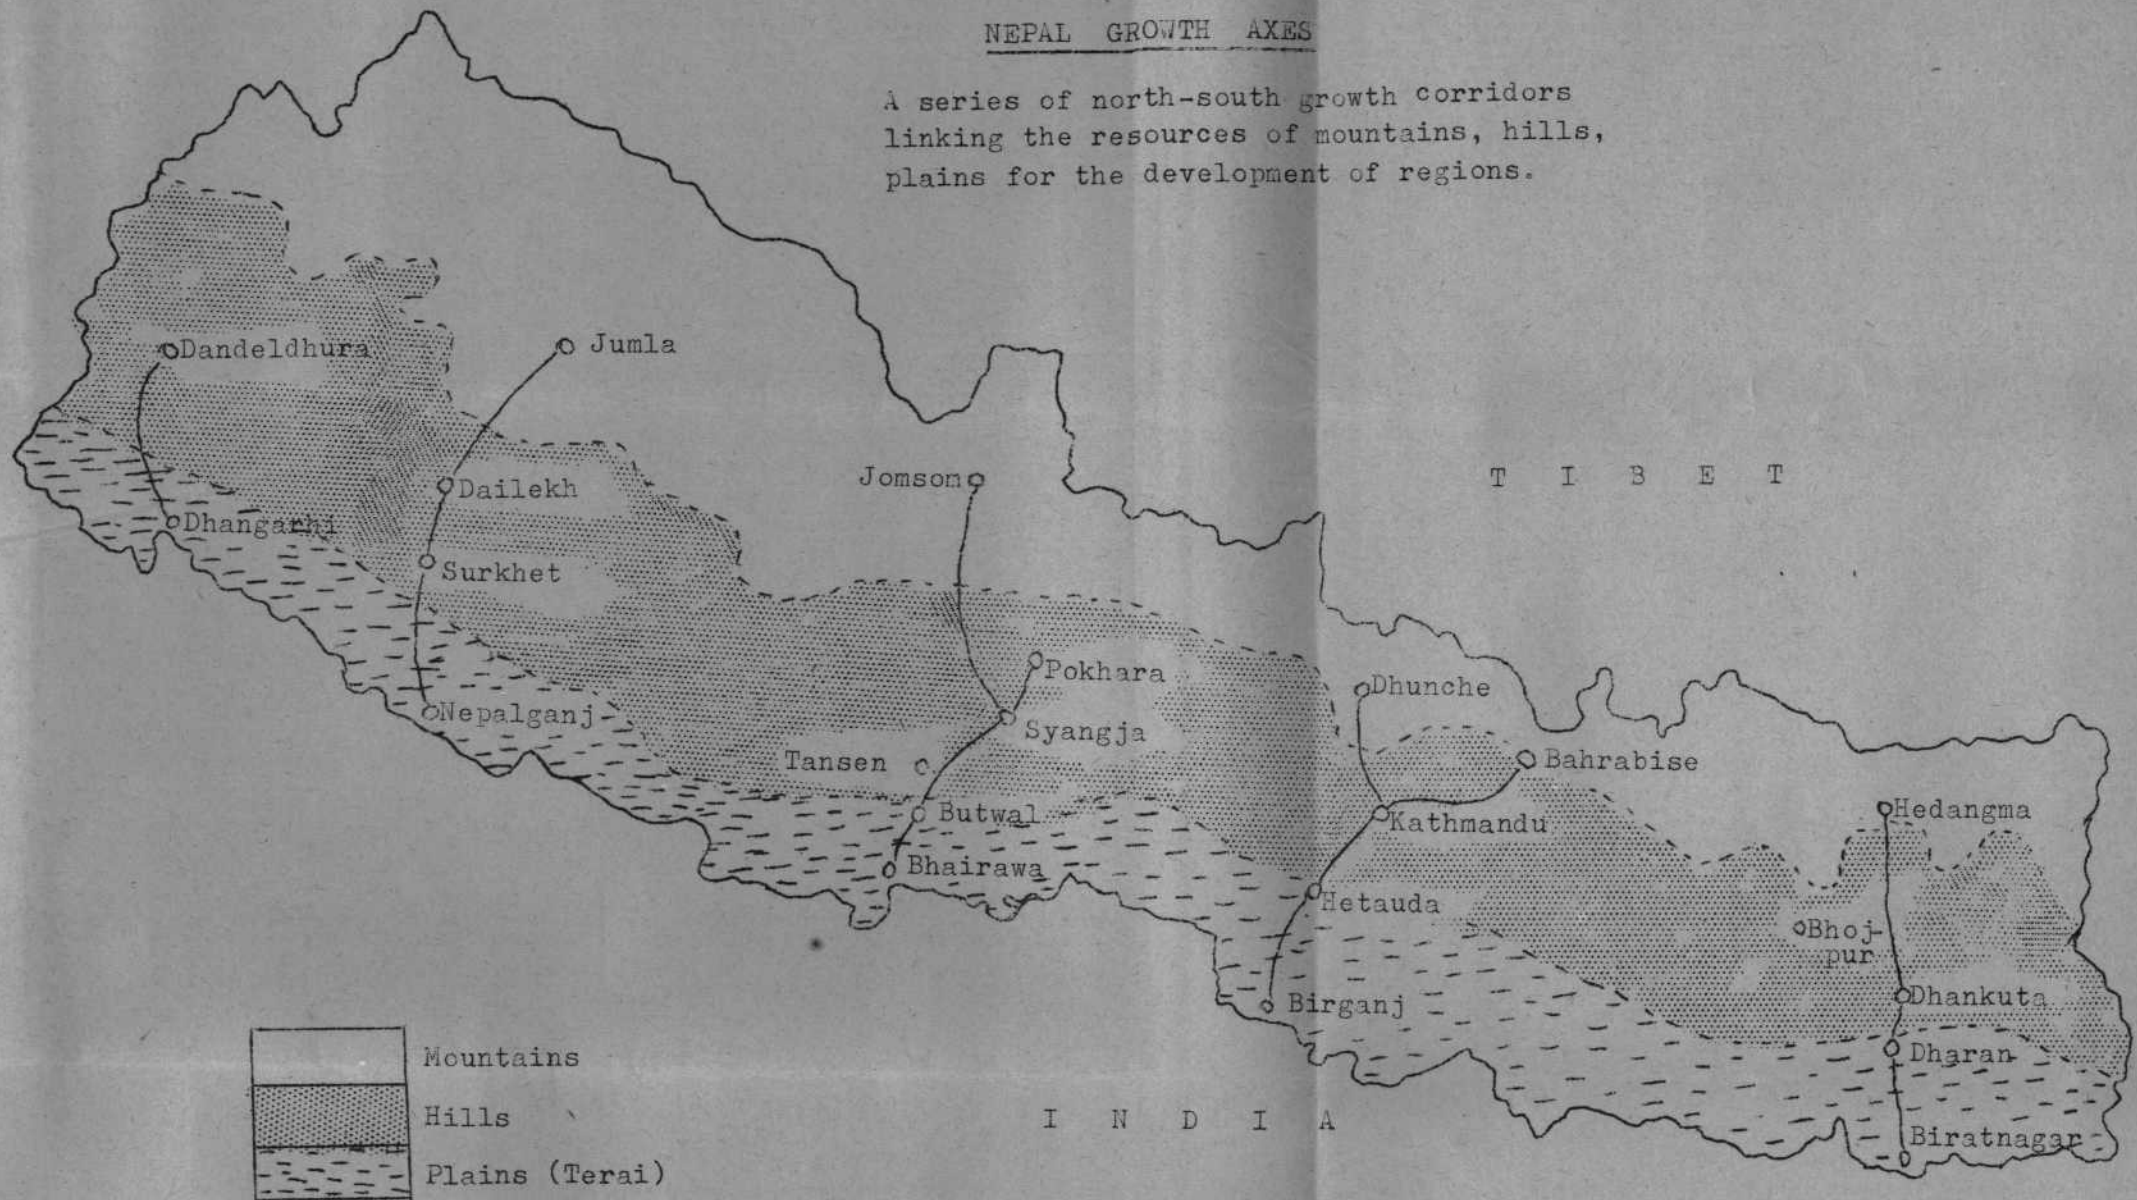 NEPAL GROWTH AXES
A series of north-south growth corridors
linking the resources of mountains, hills,
plains for the development of regions.
Dandeldhura
Jumla
Jomsom
T I B E T
Dailekh
Dhangarhi
Surkhet
Pokhara
Dhunche
Nepalganj
Syangja
Tansen
Bahrabise
Butwal
Kathmandu
Hedangma
Bhairawa
Hetauda
Bhoj-
pur
Birganj
Dhankuta
Dharan
Biratnagar
Mountains
Hills
Plains (Terai)
I N D I A